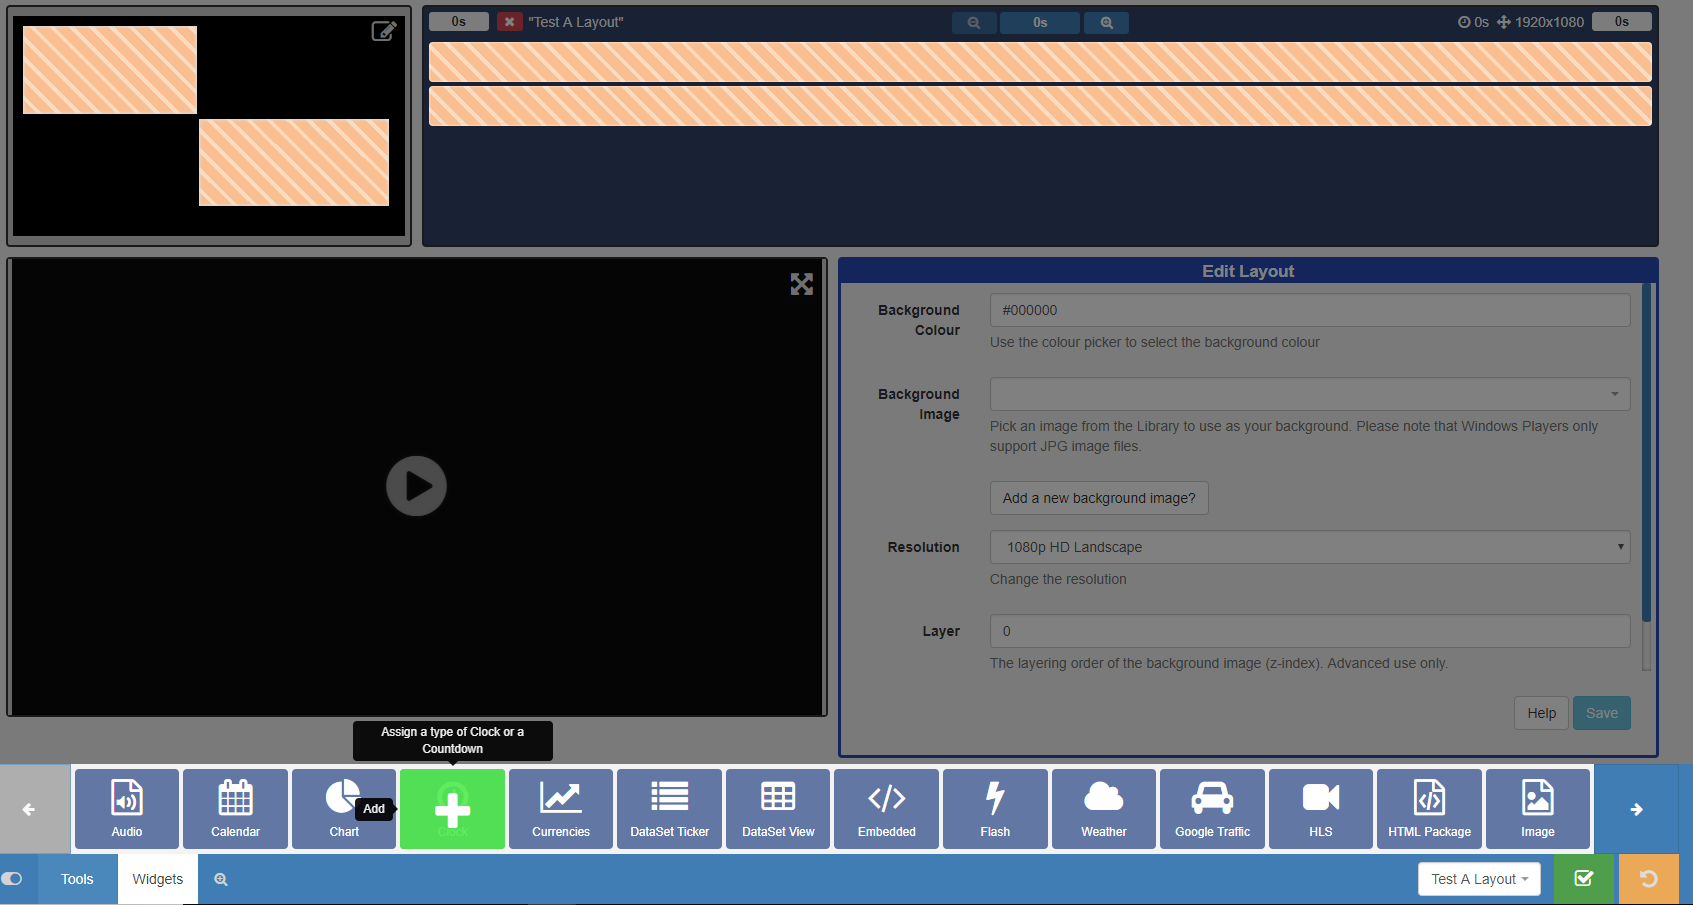 0s
"Test A Layout"
0s
0s
1920x1080
0s
Edit Layout
Background
Colour
#000000
Use the colour picker to select the background colour
Background
Image
Pick an image from the Library to use as your background. Please note that Windows Players only
support JPG image files.
Add a new background image?
Resolution
1080p HD Landscape
Change the resolution
Layer
0
The layering order of the background image (z-index). Advanced use only.
Help
Save
Assign a type of Clock or a
Countdown
Audio
Calendar
Chart
Add
Clock
Currencies
DataSet Ticker
DataSet View
Embedded
Flash
Weather
Google Traffic
HLS
HTML Package
Image
Tools
Widgets
Test A Layout